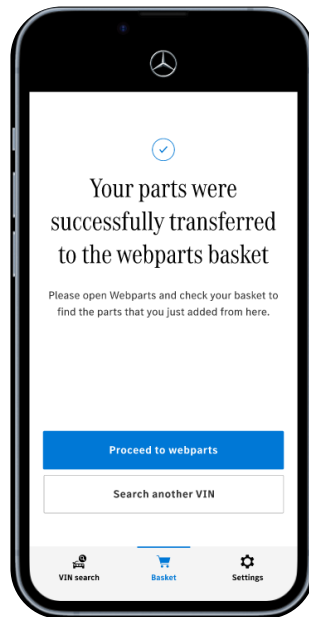 Your parts were
successfully transferred
to the webparts basket
Please open Webparts and check your basket to
find the parts that you just added from here.
Proceed to webparts
Search another VIN
VIN search
Basket
Settings